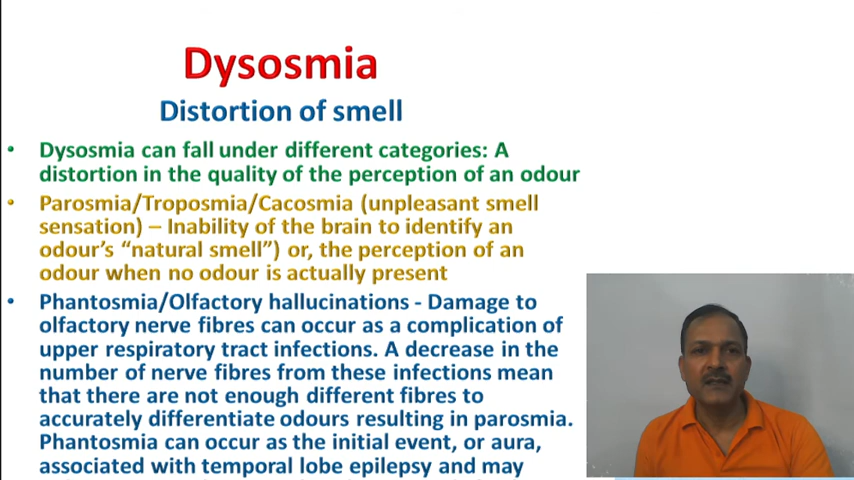 Dysosmia
Distortion of smell
• Dysosmia can fall under different categories: A
distortion in the quality of the perception of an odour
• Parosmia/Troposmia/Cacosmia (unpleasant smell
sensation) – Inability of the brain to identify an
odour's “natural smell”) or, the perception of an
odour when no odour is actually present
• Phantosmia/Olfactory hallucinations - Damage to
olfactory nerve fibres can occur as a complication of
upper respiratory tract infections. A decrease in the
number of nerve fibres from these infections mean
that there are not enough different fibres to
accurately differentiate odours resulting in parosmia.
Phantosmia can occur as the initial event, or aura,
associated with temporal lobe epilepsy and may